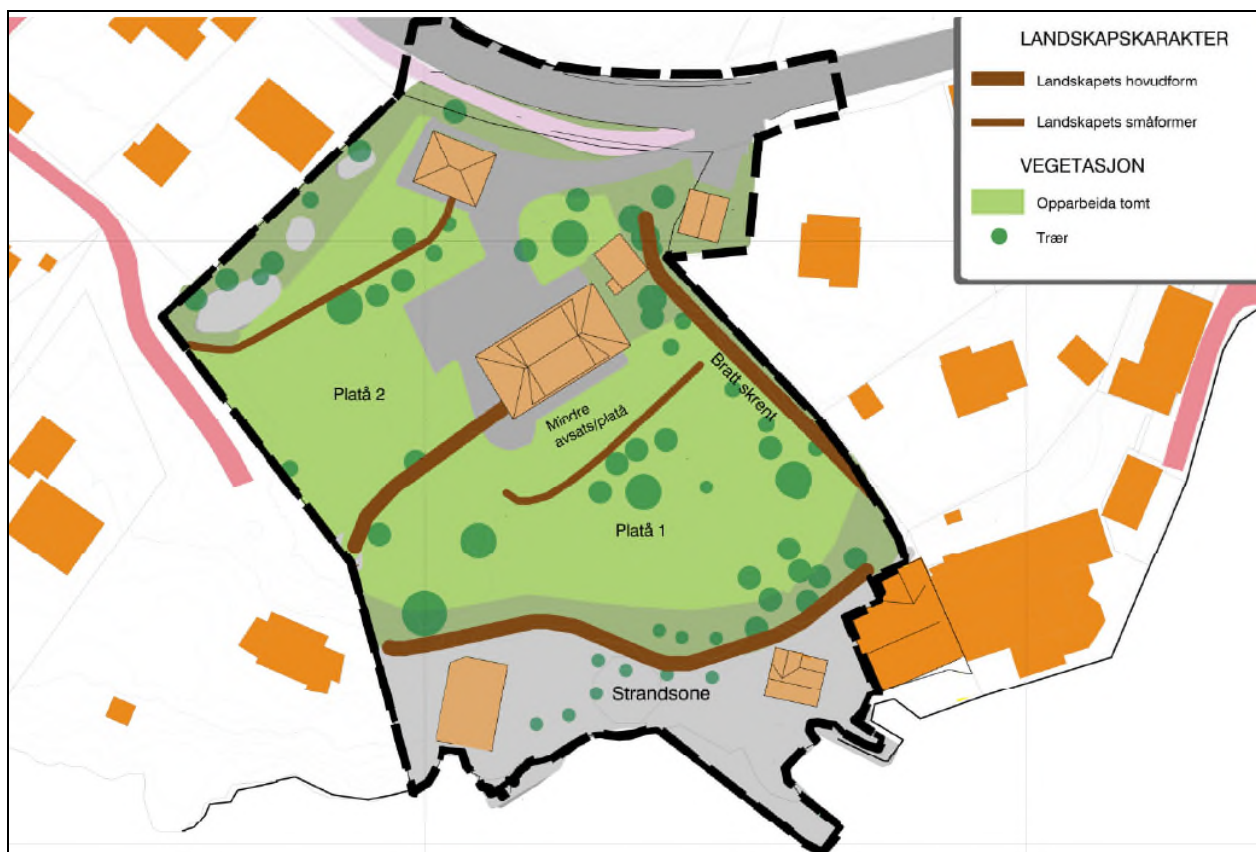 LANDSKAPSKARAKTER
Landskapets hovudform
Landskapets småformer
VEGETASJON
Opparbeida tomt
Trær
Bratt skrent
Platå 2
Mindre
avsats/platå
Platå 1
Strandsone